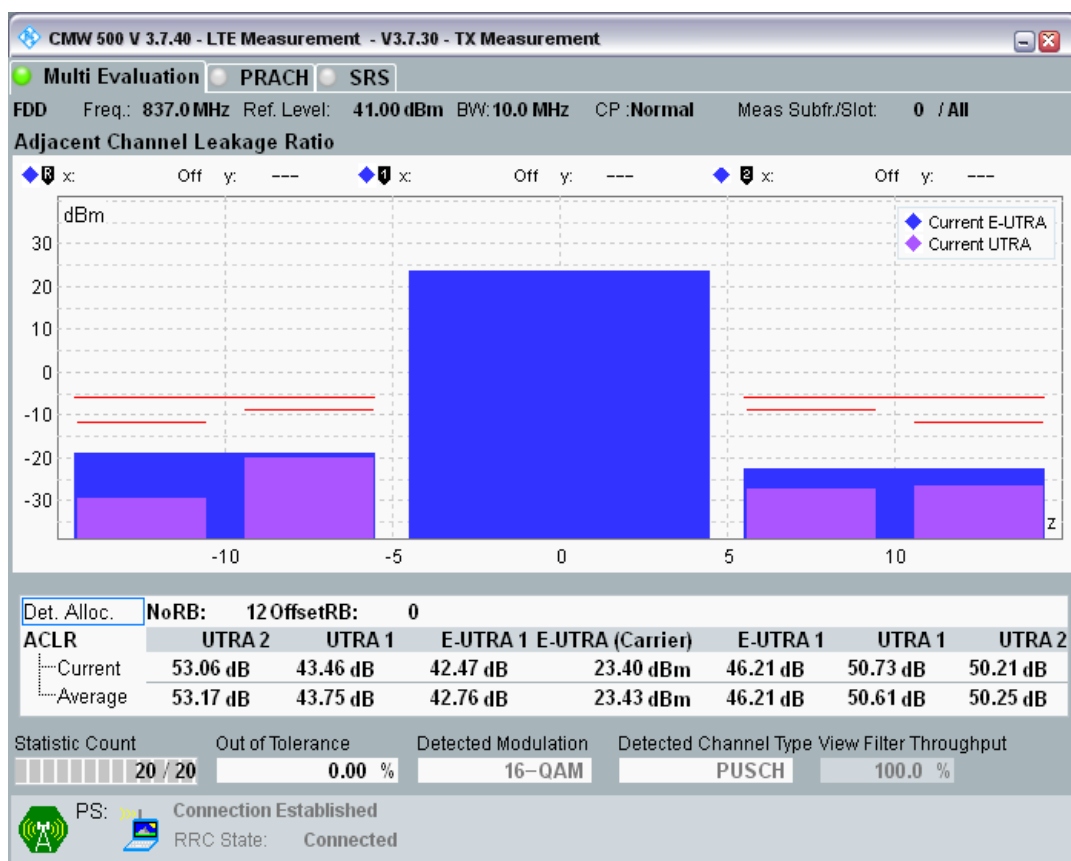 CMW 500 V 3.7.40 - LTE Measurement - V3.7.30 - TX Measurement
Multi Evaluation PRACH SRS
FDD Freq.: 837.0 MHz Ref. Level: 41.00 dBm BW: 10.0 MHz CP :Normal Meas Subfr./Slot: 0 / All
Adjacent Channel Leakage Ratio
R x: Off y: --- 1 x: Off y: --- 2 x: Off y: ---
dBm
Current E-UTRA
Current UTRA
30
20
10
0
-10
-20
-30
z
-10 -5 0 5 10
Det. Alloc. NoRB: 12 OffsetRB: 0
ACLR UTRA 2 UTRA 1 E-UTRA 1 E-UTRA (Carrier) E-UTRA 1 UTRA 1 UTRA 2
Current 53.06 dB 43.46 dB 42.47 dB 23.40 dBm 46.21 dB 50.73 dB 50.21 dB
Average 53.17 dB 43.75 dB 42.76 dB 23.43 dBm 46.21 dB 50.61 dB 50.25 dB
Statistic Count Out of Tolerance Detected Modulation Detected Channel Type View Filter Throughput
20 / 20 0.00 % 16-QAM PUSCH 100.0 %
PS: Connection Established
RRC State: Connected